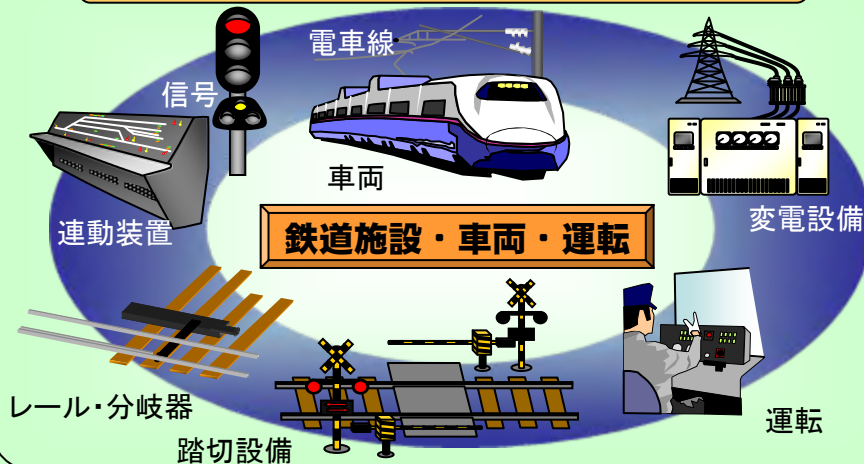 電車線
信号
車両
連動装置
変電設備
鉄道施設・車両・運転
レール・分岐器
踏切設備
運転